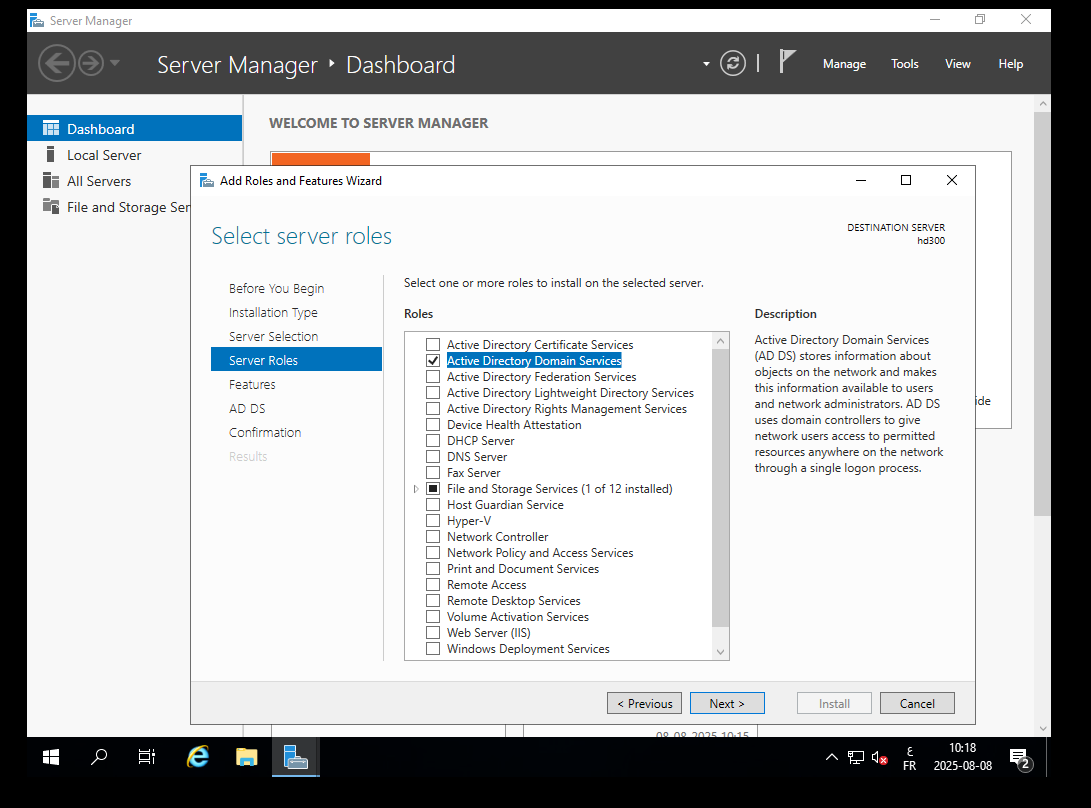 Server Manager
Server Manager ‣ Dashboard
Manage Tools View Help
Dashboard
Local Server
All Servers
File and Storage Ser
WELCOME TO SERVER MANAGER
Add Roles and Features Wizard
Select server roles
DESTINATION SERVER
hd300
Before You Begin
Installation Type
Server Selection
Server Roles
Features
AD DS
Confirmation
Results
Select one or more roles to install on the selected server.
Roles
Active Directory Certificate Services
Active Directory Domain Services
Active Directory Federation Services
Active Directory Lightweight Directory Services
Active Directory Rights Management Services
Device Health Attestation
DHCP Server
DNS Server
Fax Server
File and Storage Services (1 of 12 installed)
Host Guardian Service
Hyper-V
Network Controller
Network Policy and Access Services
Print and Document Services
Remote Access
Remote Desktop Services
Volume Activation Services
Web Server (IIS)
Windows Deployment Services
Description
Active Directory Domain Services
(AD DS) stores information about
objects on the network and makes
this information available to users
and network administrators. AD DS
uses domain controllers to give
network users access to permitted
resources anywhere on the network
through a single logon process.
ide
< Previous Next > Install Cancel
08-08-2025 10:15
ع
FR
10:18
2025-08-08
2